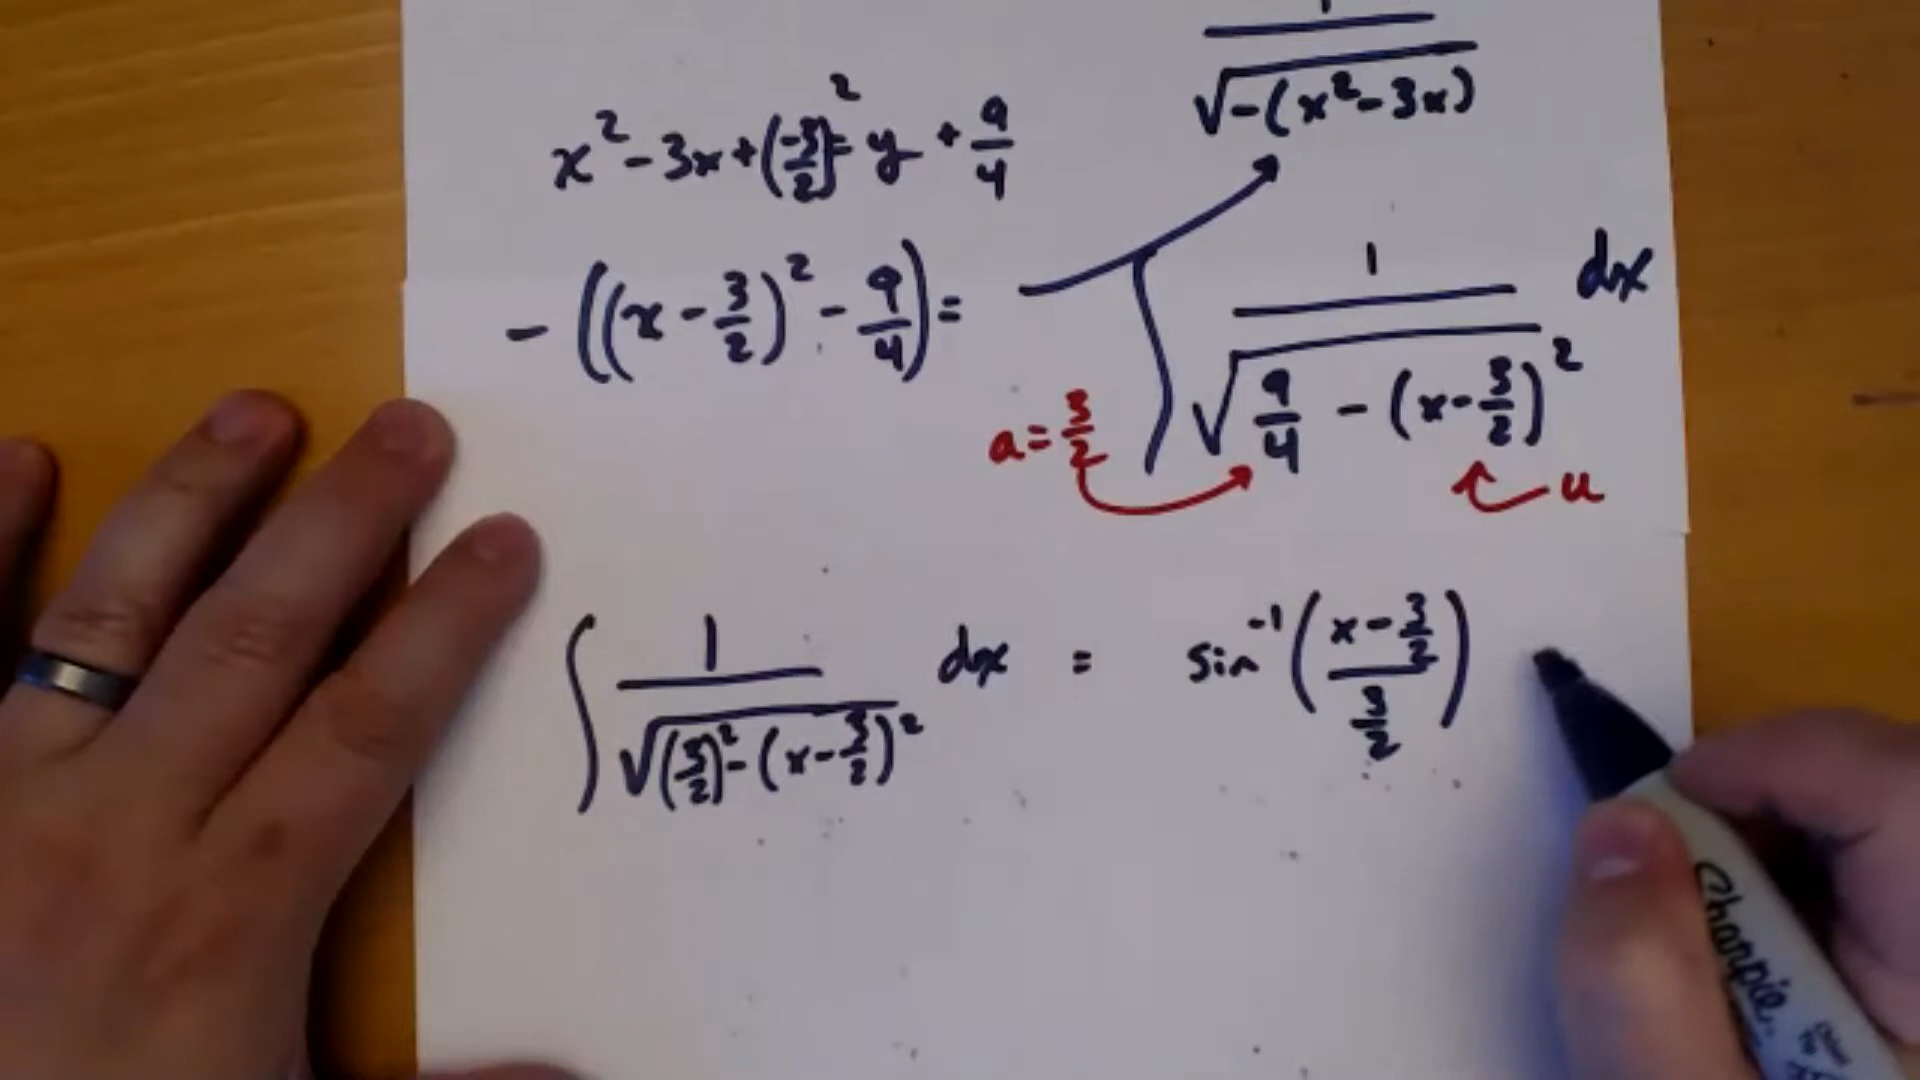 1/√-(x²-3x)
x²-3x+(-3/2)²= y + 9/4
-((x-3/2)²-9/4)=
∫ 1/√9/4-(x-3/2)² dx
a=3/2
u
∫ 1/√(3/2)²-(x-3/2)² dx = sin⁻¹(x-3/2 / 3/2)
Sharpie.